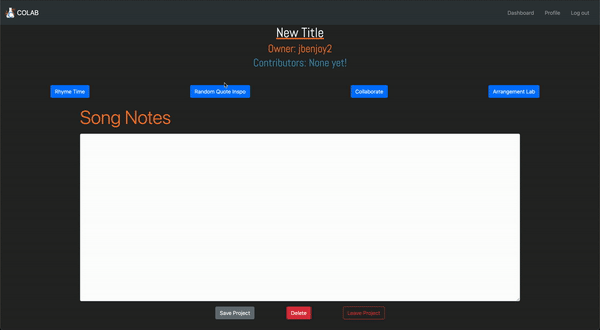 COLAB Dashboard Profile Log out
New Title
Owner: jbenjoy2
Contributors: None yet!
Rhyme Time Random Quote Inspo Collaborate Arrangement Lab
Song Notes
Save Project Delete Leave Project